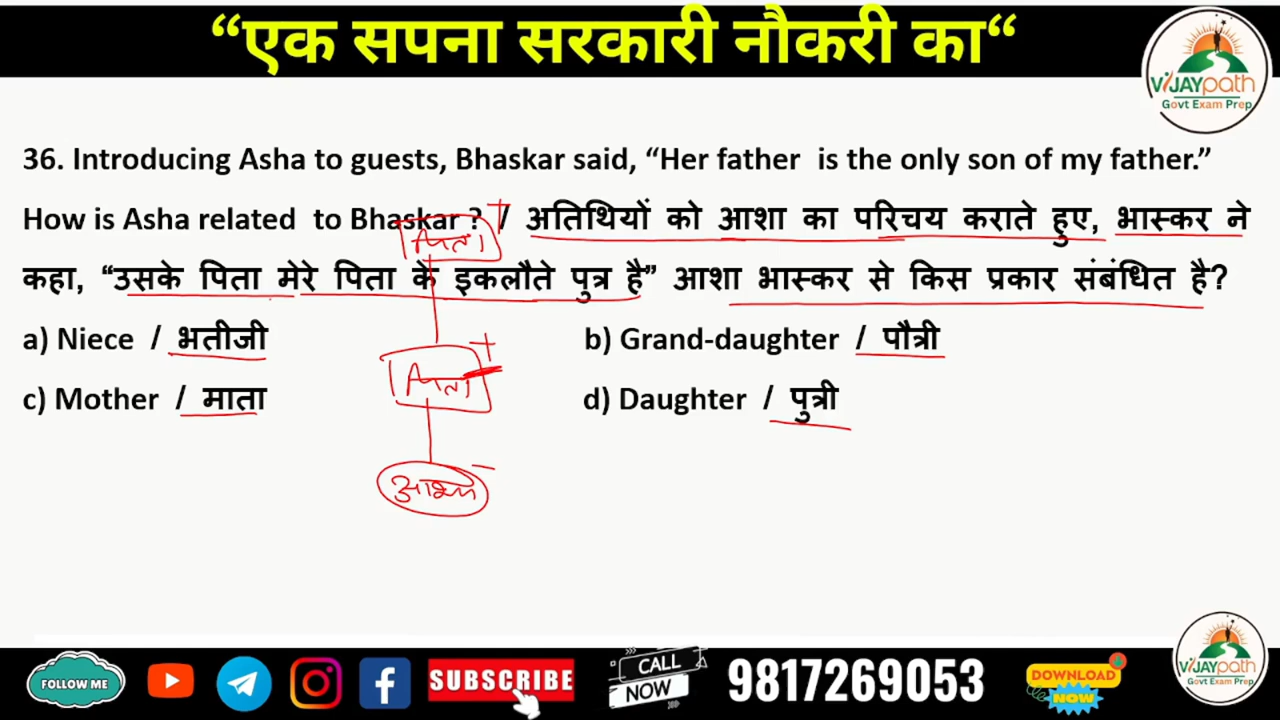 “एक सपना सरकारी नौकरी का“
VIJAYpath
Govt Exam Prep
36. Introducing Asha to guests, Bhaskar said, “Her father is the only son of my father.”
How is Asha related to Bhaskar ? / अतिथियों को आशा का परिचय कराते हुए, भास्कर ने
कहा, “उसके पिता मेरे पिता के इकलौते पुत्र है” आशा भास्कर से किस प्रकार संबंधित है?
a) Niece / भतीजी b) Grand-daughter / पौत्री
c) Mother / माता d) Daughter / पुत्री
पिता +
पिता +
आशा –
VIJAYpath
Govt Exam Prep
FOLLOW ME
SUBSCRIBE
CALL
NOW
9817269053
DOWNLOAD
NOW